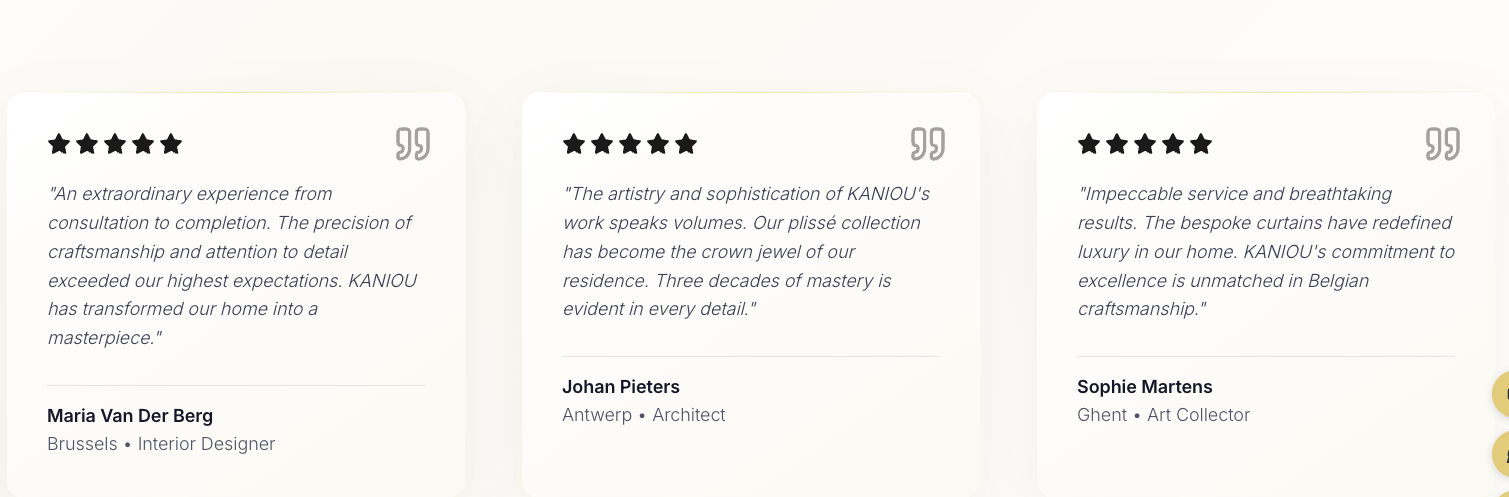 "An extraordinary experience from
consultation to completion. The precision of
craftsmanship and attention to detail
exceeded our highest expectations. KANIOU
has transformed our home into a
masterpiece."
Maria Van Der Berg
Brussels • Interior Designer
"The artistry and sophistication of KANIOU's
work speaks volumes. Our plissé collection
has become the crown jewel of our
residence. Three decades of mastery is
evident in every detail."
Johan Pieters
Antwerp • Architect
"Impeccable service and breathtaking
results. The bespoke curtains have redefined
luxury in our home. KANIOU's commitment to
excellence is unmatched in Belgian
craftsmanship."
Sophie Martens
Ghent • Art Collector